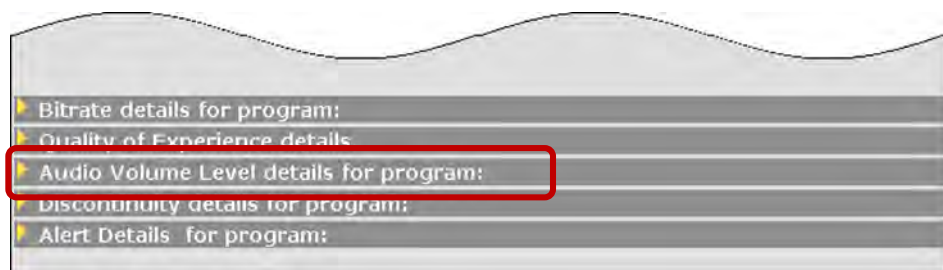 Bitrate details for program:
Quality of Experience details
Audio Volume Level details for program:
Discontinuity details for program:
Alert Details for program: